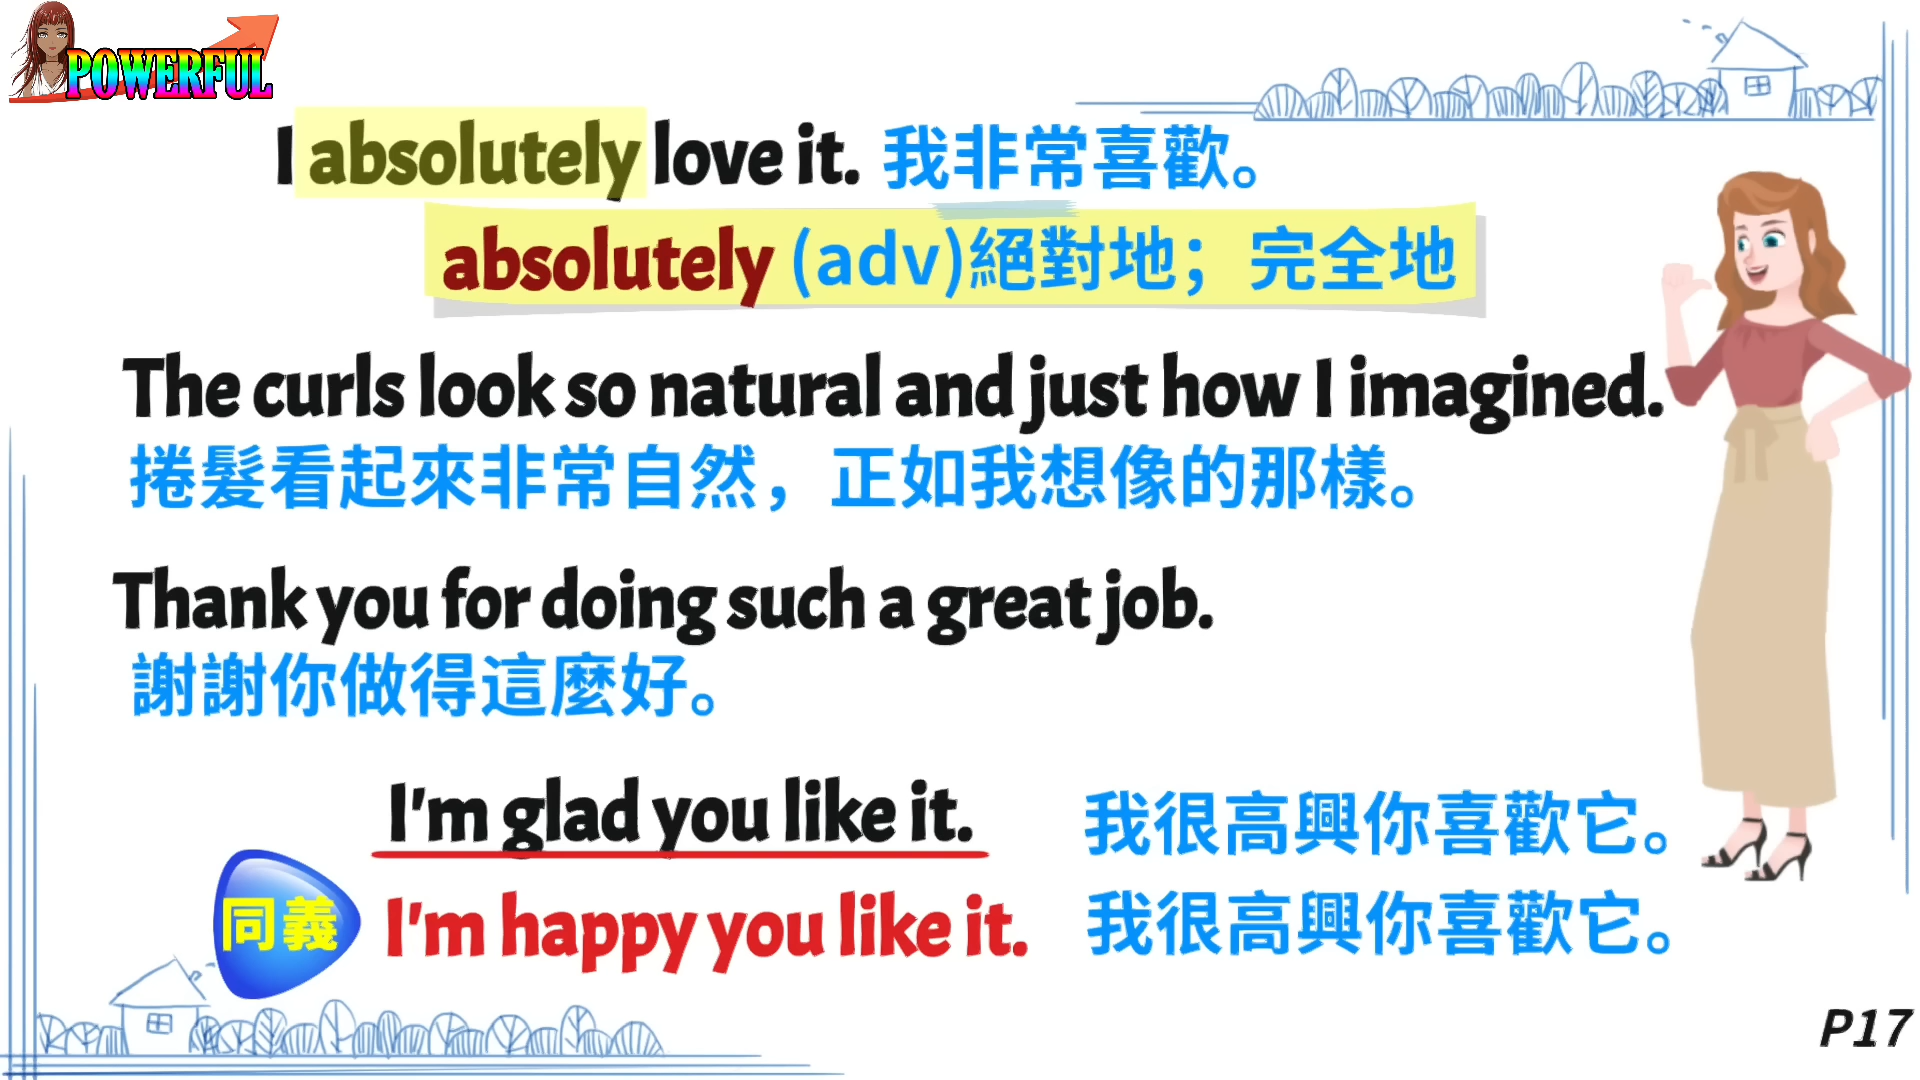 POWERFUL
I absolutely love it. 我非常喜歡。
absolutely (adv)絕對地；完全地
The curls look so natural and just how I imagined.
捲髮看起來非常自然，正如我想像的那樣。
Thank you for doing such a great job.
謝謝你做得這麼好。
I'm glad you like it. 我很高興你喜歡它。
同義 I'm happy you like it. 我很高興你喜歡它。
P17